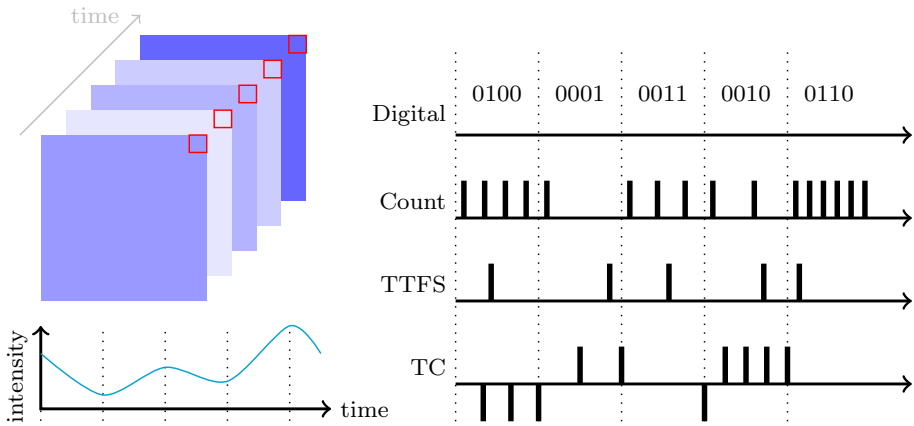 time
intensity
time
Digital
0100 0001 0011 0010 0110
Count
TTFS
TC